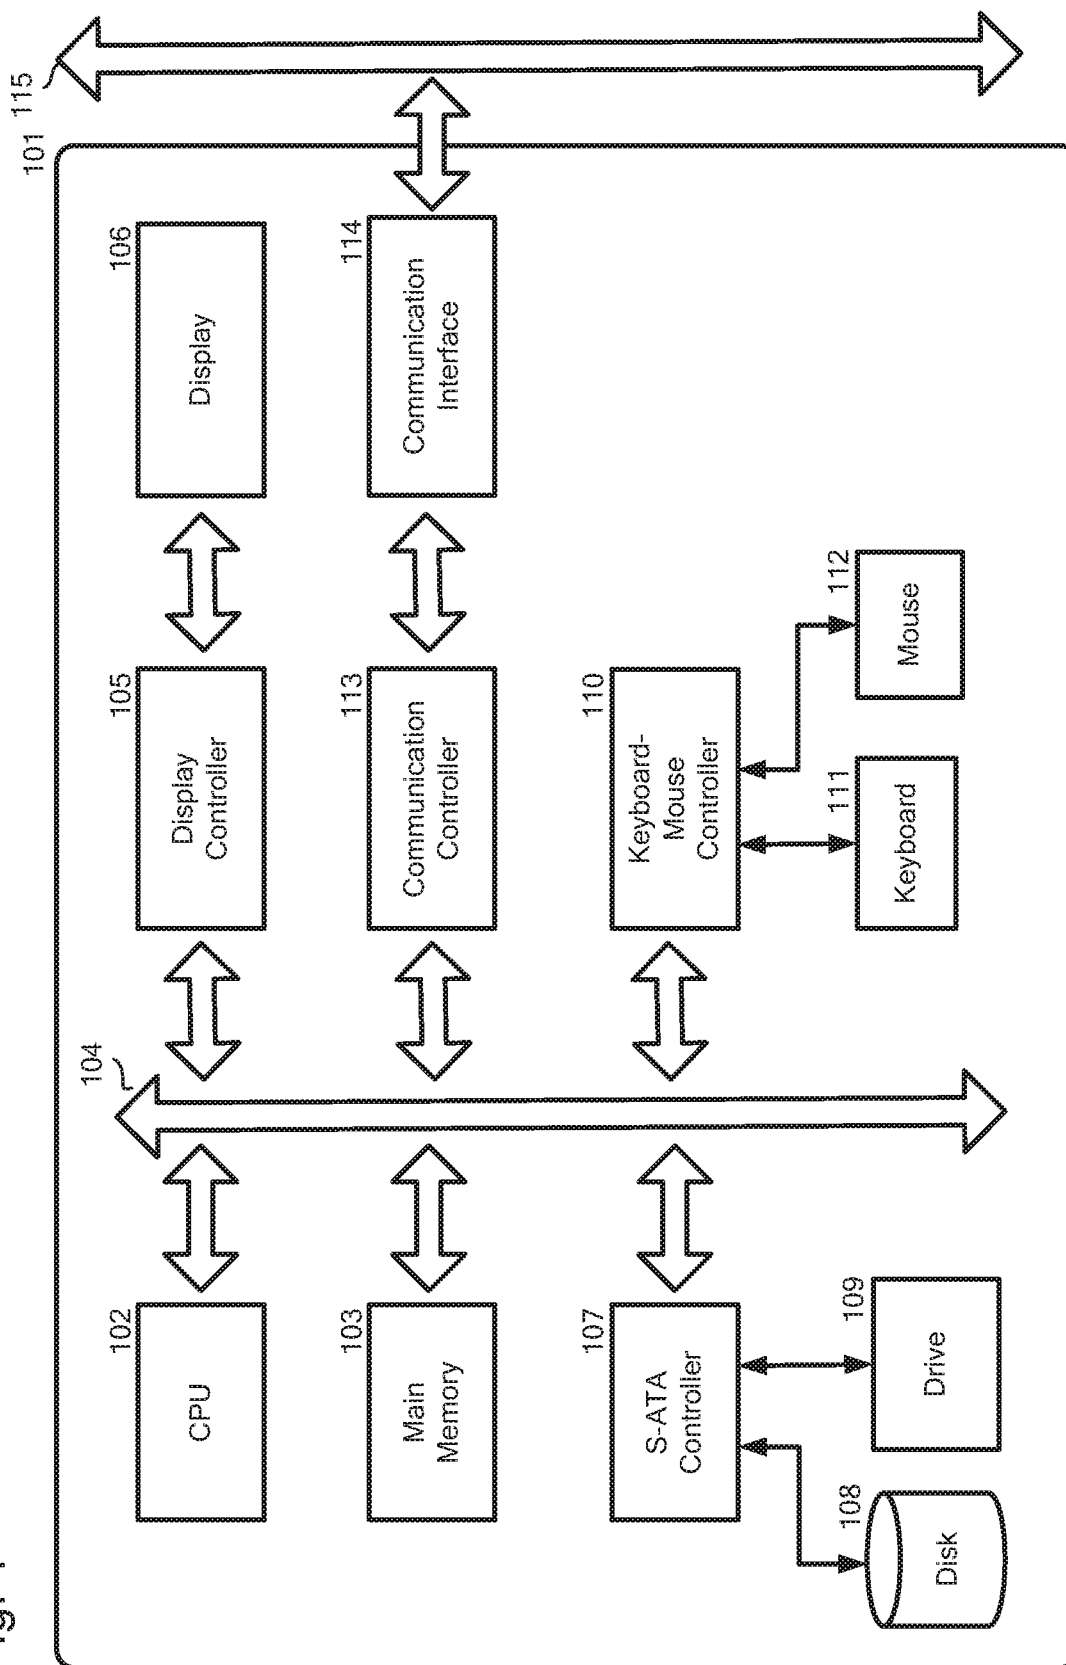 101
115
102
CPU
104
105
Display
Controller
106
Display
103
Main
Memory
113
Communication
Controller
114
Communication
Interface
107
S-ATA
Controller
110
Keyboard-
Mouse
Controller
108
Disk
109
Drive
111
Keyboard
112
Mouse